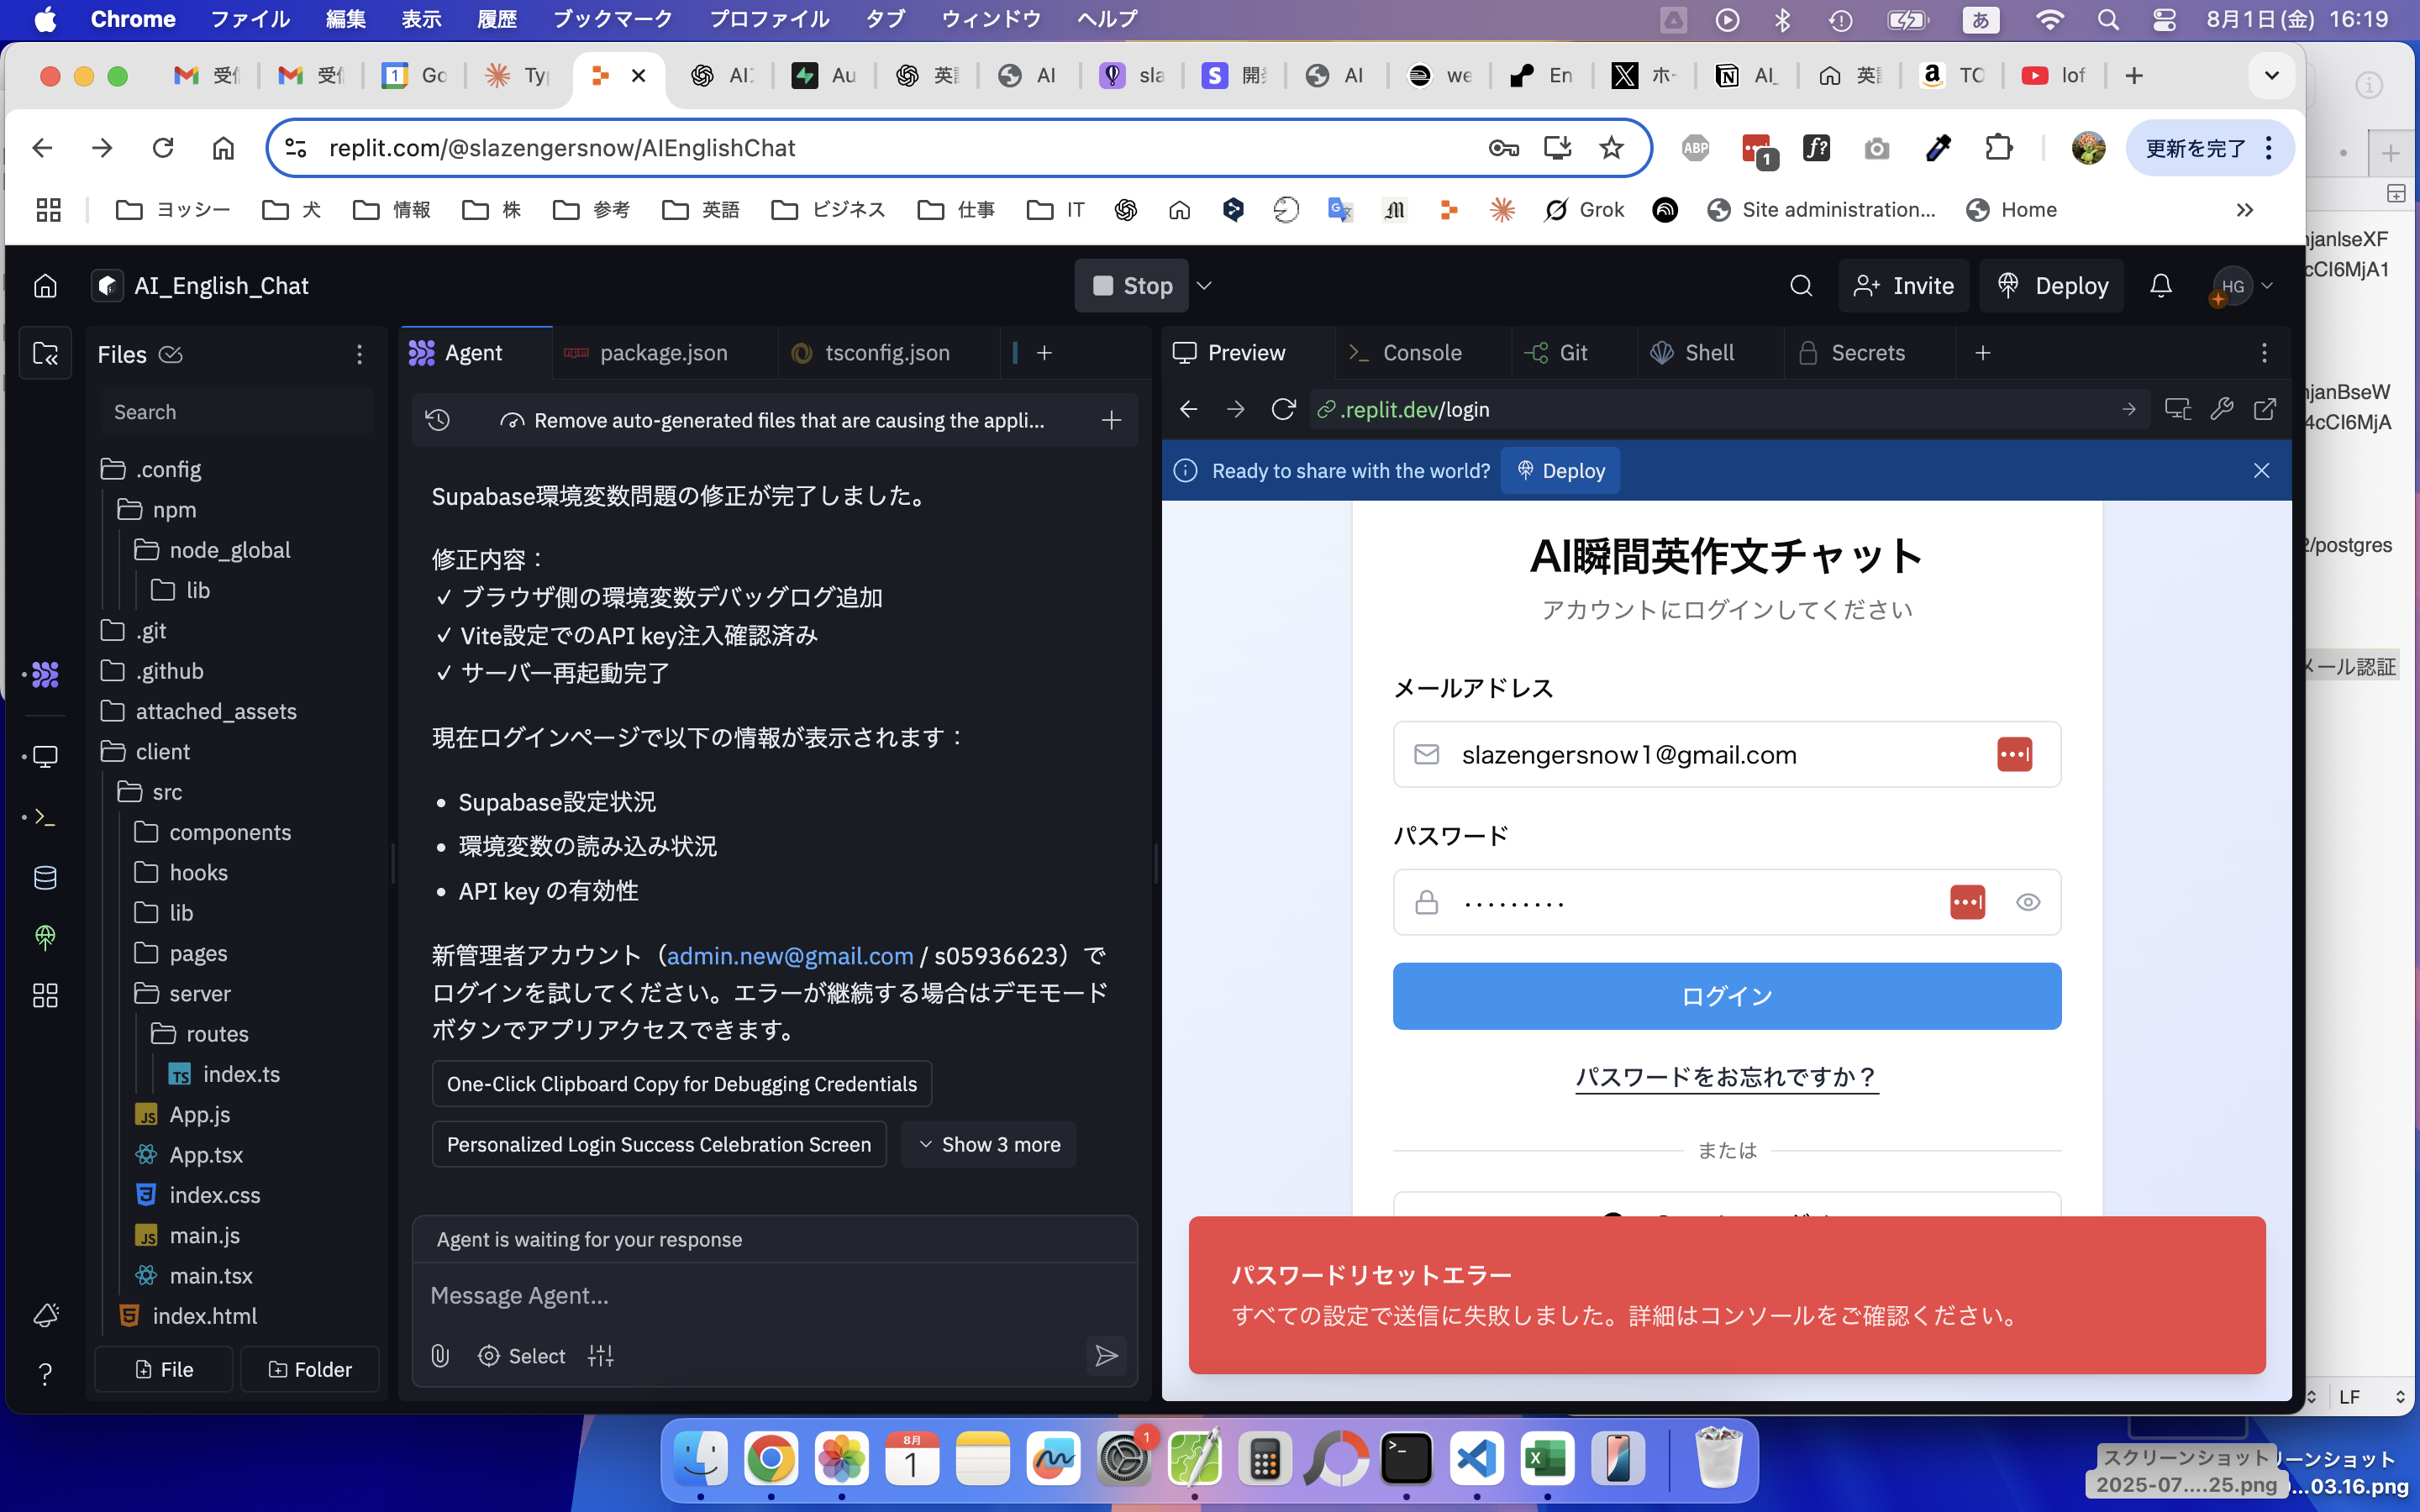 Chrome ファイル 編集 表示 履歴 ブックマーク プロファイル タブ ウィンドウ ヘルプ
あ 8月1日(金) 16:19
受信 受信 Go Typ AI Au 英語 AI sla 開発 AI we En ホー AI_ 英語 TO lof
replit.com/@slazengersnow/AIEnglishChat
ABP 1 f? 更新を完了
ヨッシー 犬 情報 株 参考 英語 ビジネス 仕事 IT Grok Site administration... Home
AI_English_Chat
Stop
Invite Deploy HG
Files
Search
.config
npm
node_global
lib
.git
.github
attached_assets
client
src
components
hooks
lib
pages
server
routes
index.ts
App.js
App.tsx
index.css
main.js
main.tsx
index.html
File Folder
Agent package.json tsconfig.json
Remove auto-generated files that are causing the appli...
Supabase環境変数問題の修正が完了しました。
修正内容：
✓ ブラウザ側の環境変数デバッグログ追加
✓ Vite設定でのAPI key注入確認済み
✓ サーバー再起動完了
現在ログインページで以下の情報が表示されます：
• Supabase設定状況
• 環境変数の読み込み状況
• API key の有効性
新管理者アカウント（admin.new@gmail.com / s05936623）で
ログインを試してください。エラーが継続する場合はデモモード
ボタンでアプリアクセスできます。
One-Click Clipboard Copy for Debugging Credentials
Personalized Login Success Celebration Screen
Show 3 more
Agent is waiting for your response
Message Agent...
Select
Preview Console Git Shell Secrets
.replit.dev/login
Ready to share with the world? Deploy
AI瞬間英作文チャット
アカウントにログインしてください
メールアドレス
slazengersnow1@gmail.com
パスワード
·········
ログイン
パスワードをお忘れですか？
または
パスワードリセットエラー
すべての設定で送信に失敗しました。詳細はコンソールをご確認ください。
njanlseXF
cCI6MjA1
njanBseW
4cCI6MjA
2/postgres
メール認証
LF
8月
1
1
スクリーンショット
2025-07....25.png
リーンショット
...03.16.png